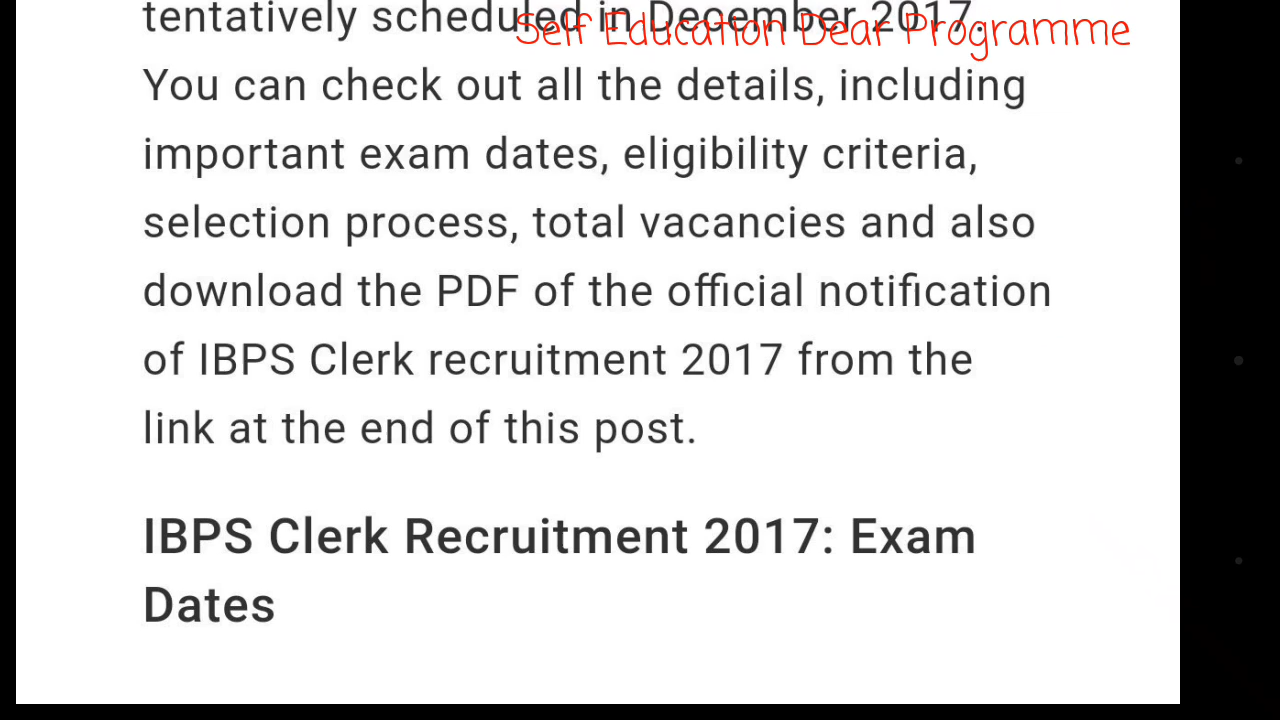 tentatively scheduled in December 2017.
Self Education Dear Programme
You can check out all the details, including
important exam dates, eligibility criteria,
selection process, total vacancies and also
download the PDF of the official notification
of IBPS Clerk recruitment 2017 from the
link at the end of this post.
IBPS Clerk Recruitment 2017: Exam
Dates